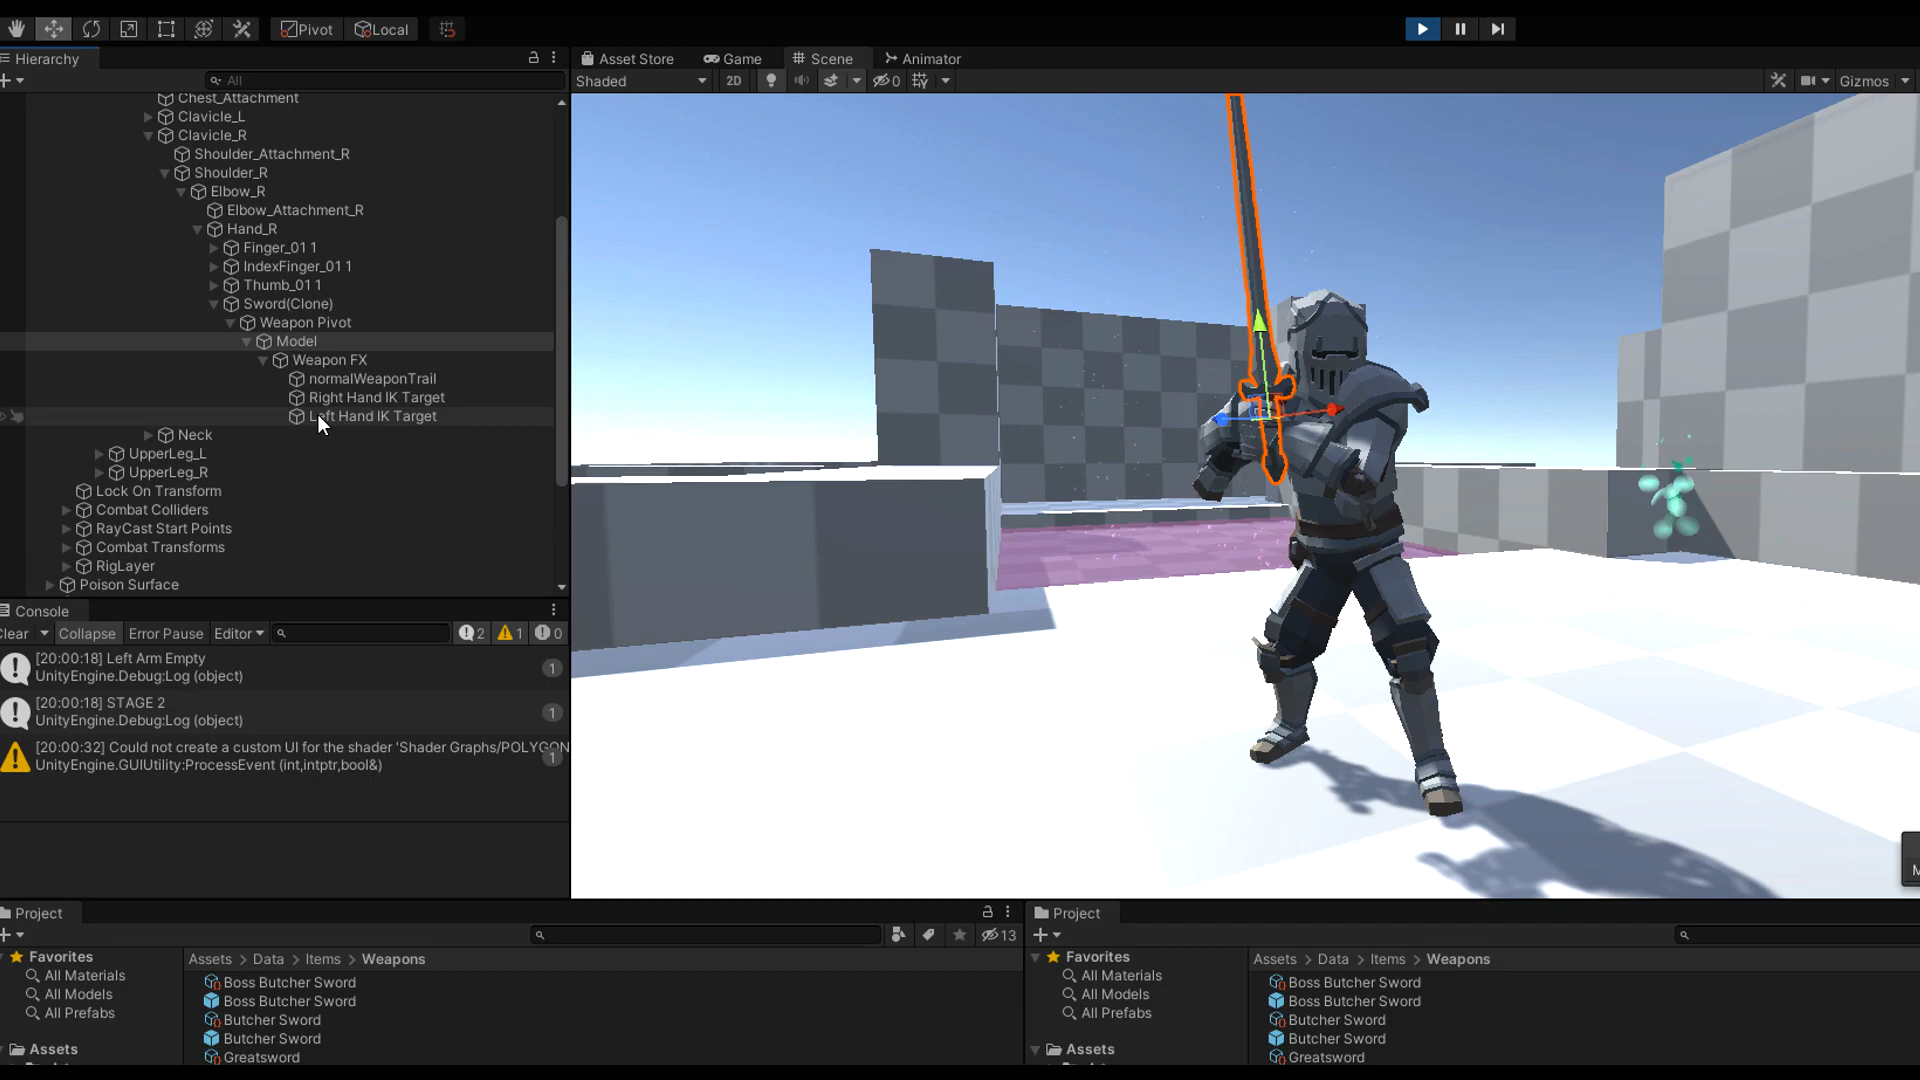 Pivot
Local
Hierarchy
All
Chest_Attachment
Clavicle_L
Clavicle_R
Shoulder_Attachment_R
Shoulder_R
Elbow_R
Elbow_Attachment_R
Hand_R
Finger_01 1
IndexFinger_01 1
Thumb_01 1
Sword(Clone)
Weapon Pivot
Model
Weapon FX
normalWeaponTrail
Right Hand IK Target
Left Hand IK Target
Neck
UpperLeg_L
UpperLeg_R
Lock On Transform
Combat Colliders
RayCast Start Points
Combat Transforms
RigLayer
Poison Surface
Asset Store
Game
Scene
Animator
Shaded
2D
0
Gizmos
Console
Clear
Collapse
Error Pause
Editor
2
1
0
[20:00:18] Left Arm Empty
UnityEngine.Debug:Log (object)
1
[20:00:18] STAGE 2
UnityEngine.Debug:Log (object)
1
[20:00:32] Could not create a custom UI for the shader 'Shader Graphs/POLYGON
UnityEngine.GUIUtility:ProcessEvent (int,intptr,bool&)
1
M
Project
13
Favorites
All Materials
All Models
All Prefabs
Assets
Assets > Data > Items > Weapons
Boss Butcher Sword
Boss Butcher Sword
Butcher Sword
Butcher Sword
Greatsword
Project
Favorites
All Materials
All Models
All Prefabs
Assets
Assets > Data > Items > Weapons
Boss Butcher Sword
Boss Butcher Sword
Butcher Sword
Butcher Sword
Greatsword